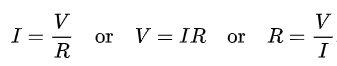 I = V/R or V = IR or R = V/I.